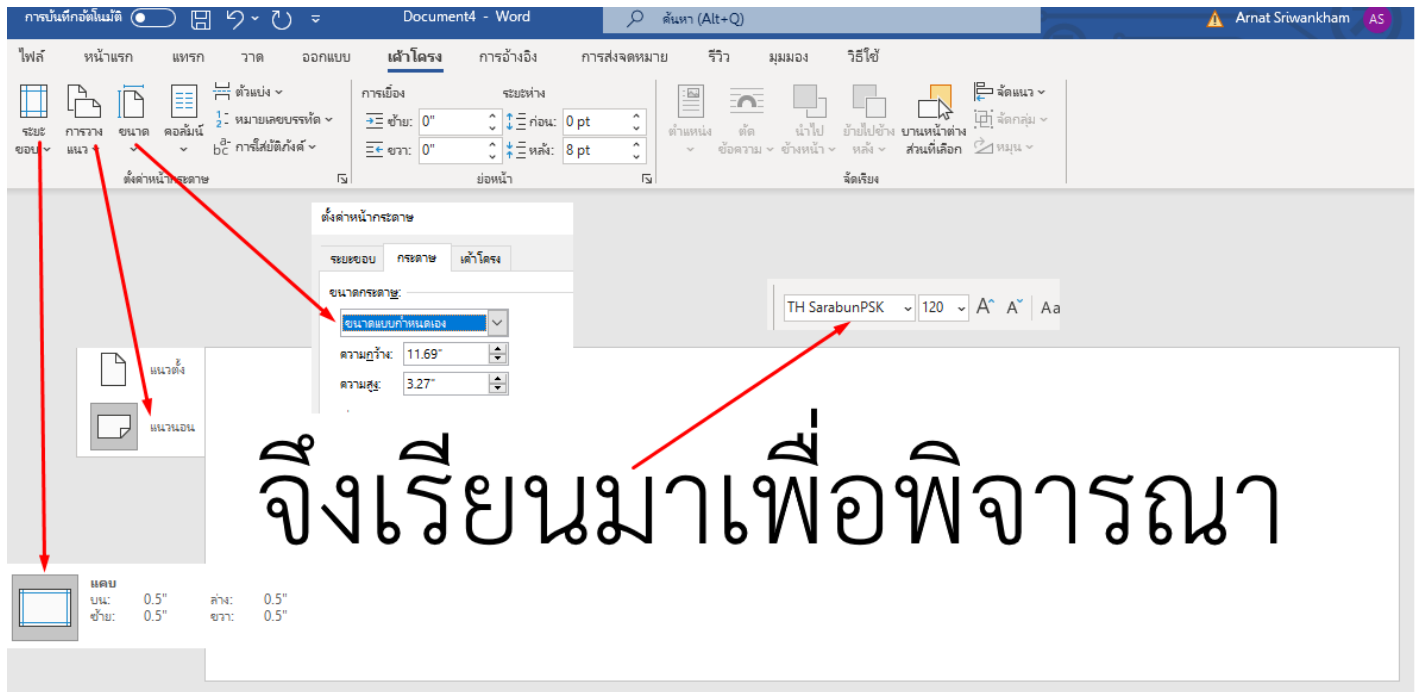 การบันทึกอัตโนมัติ Document4 - Word ค้นหา (Alt+Q) Arnat Sriwankham AS
ไฟล์ หน้าแรก แทรก วาด ออกแบบ เค้าโครง การอ้างอิง การส่งจดหมาย รีวิว มุมมอง วิธีใช้
ระยะขอบ การวางแนว ขนาด คอลัมน์
ตัวแบ่ง
หมายเลขบรรทัด
การใส่ยัติภังค์
ตั้งค่าหน้ากระดาษ
การเยื้อง ระยะห่าง
ซ้าย: 0" ก่อน: 0 pt
ขวา: 0" หลัง: 8 pt
ย่อหน้า
ตำแหน่ง ตัดข้อความ นำไปข้างหน้า ย้ายไปข้างหลัง บานหน้าต่างส่วนที่เลือก
จัดแนว
จัดกลุ่ม
หมุน
จัดเรียง
ตั้งค่าหน้ากระดาษ
ระยะขอบ กระดาษ เค้าโครง
ขนาดกระดาษ:
ขนาดแบบกำหนดเอง
ความกว้าง: 11.69"
ความสูง: 3.27"
TH SarabunPSK 120 A A Aa
แนวตั้ง
แนวนอน
จึงเรียนมาเพื่อพิจารณา
แคบ
บน: 0.5" ล่าง: 0.5"
ซ้าย: 0.5" ขวา: 0.5"